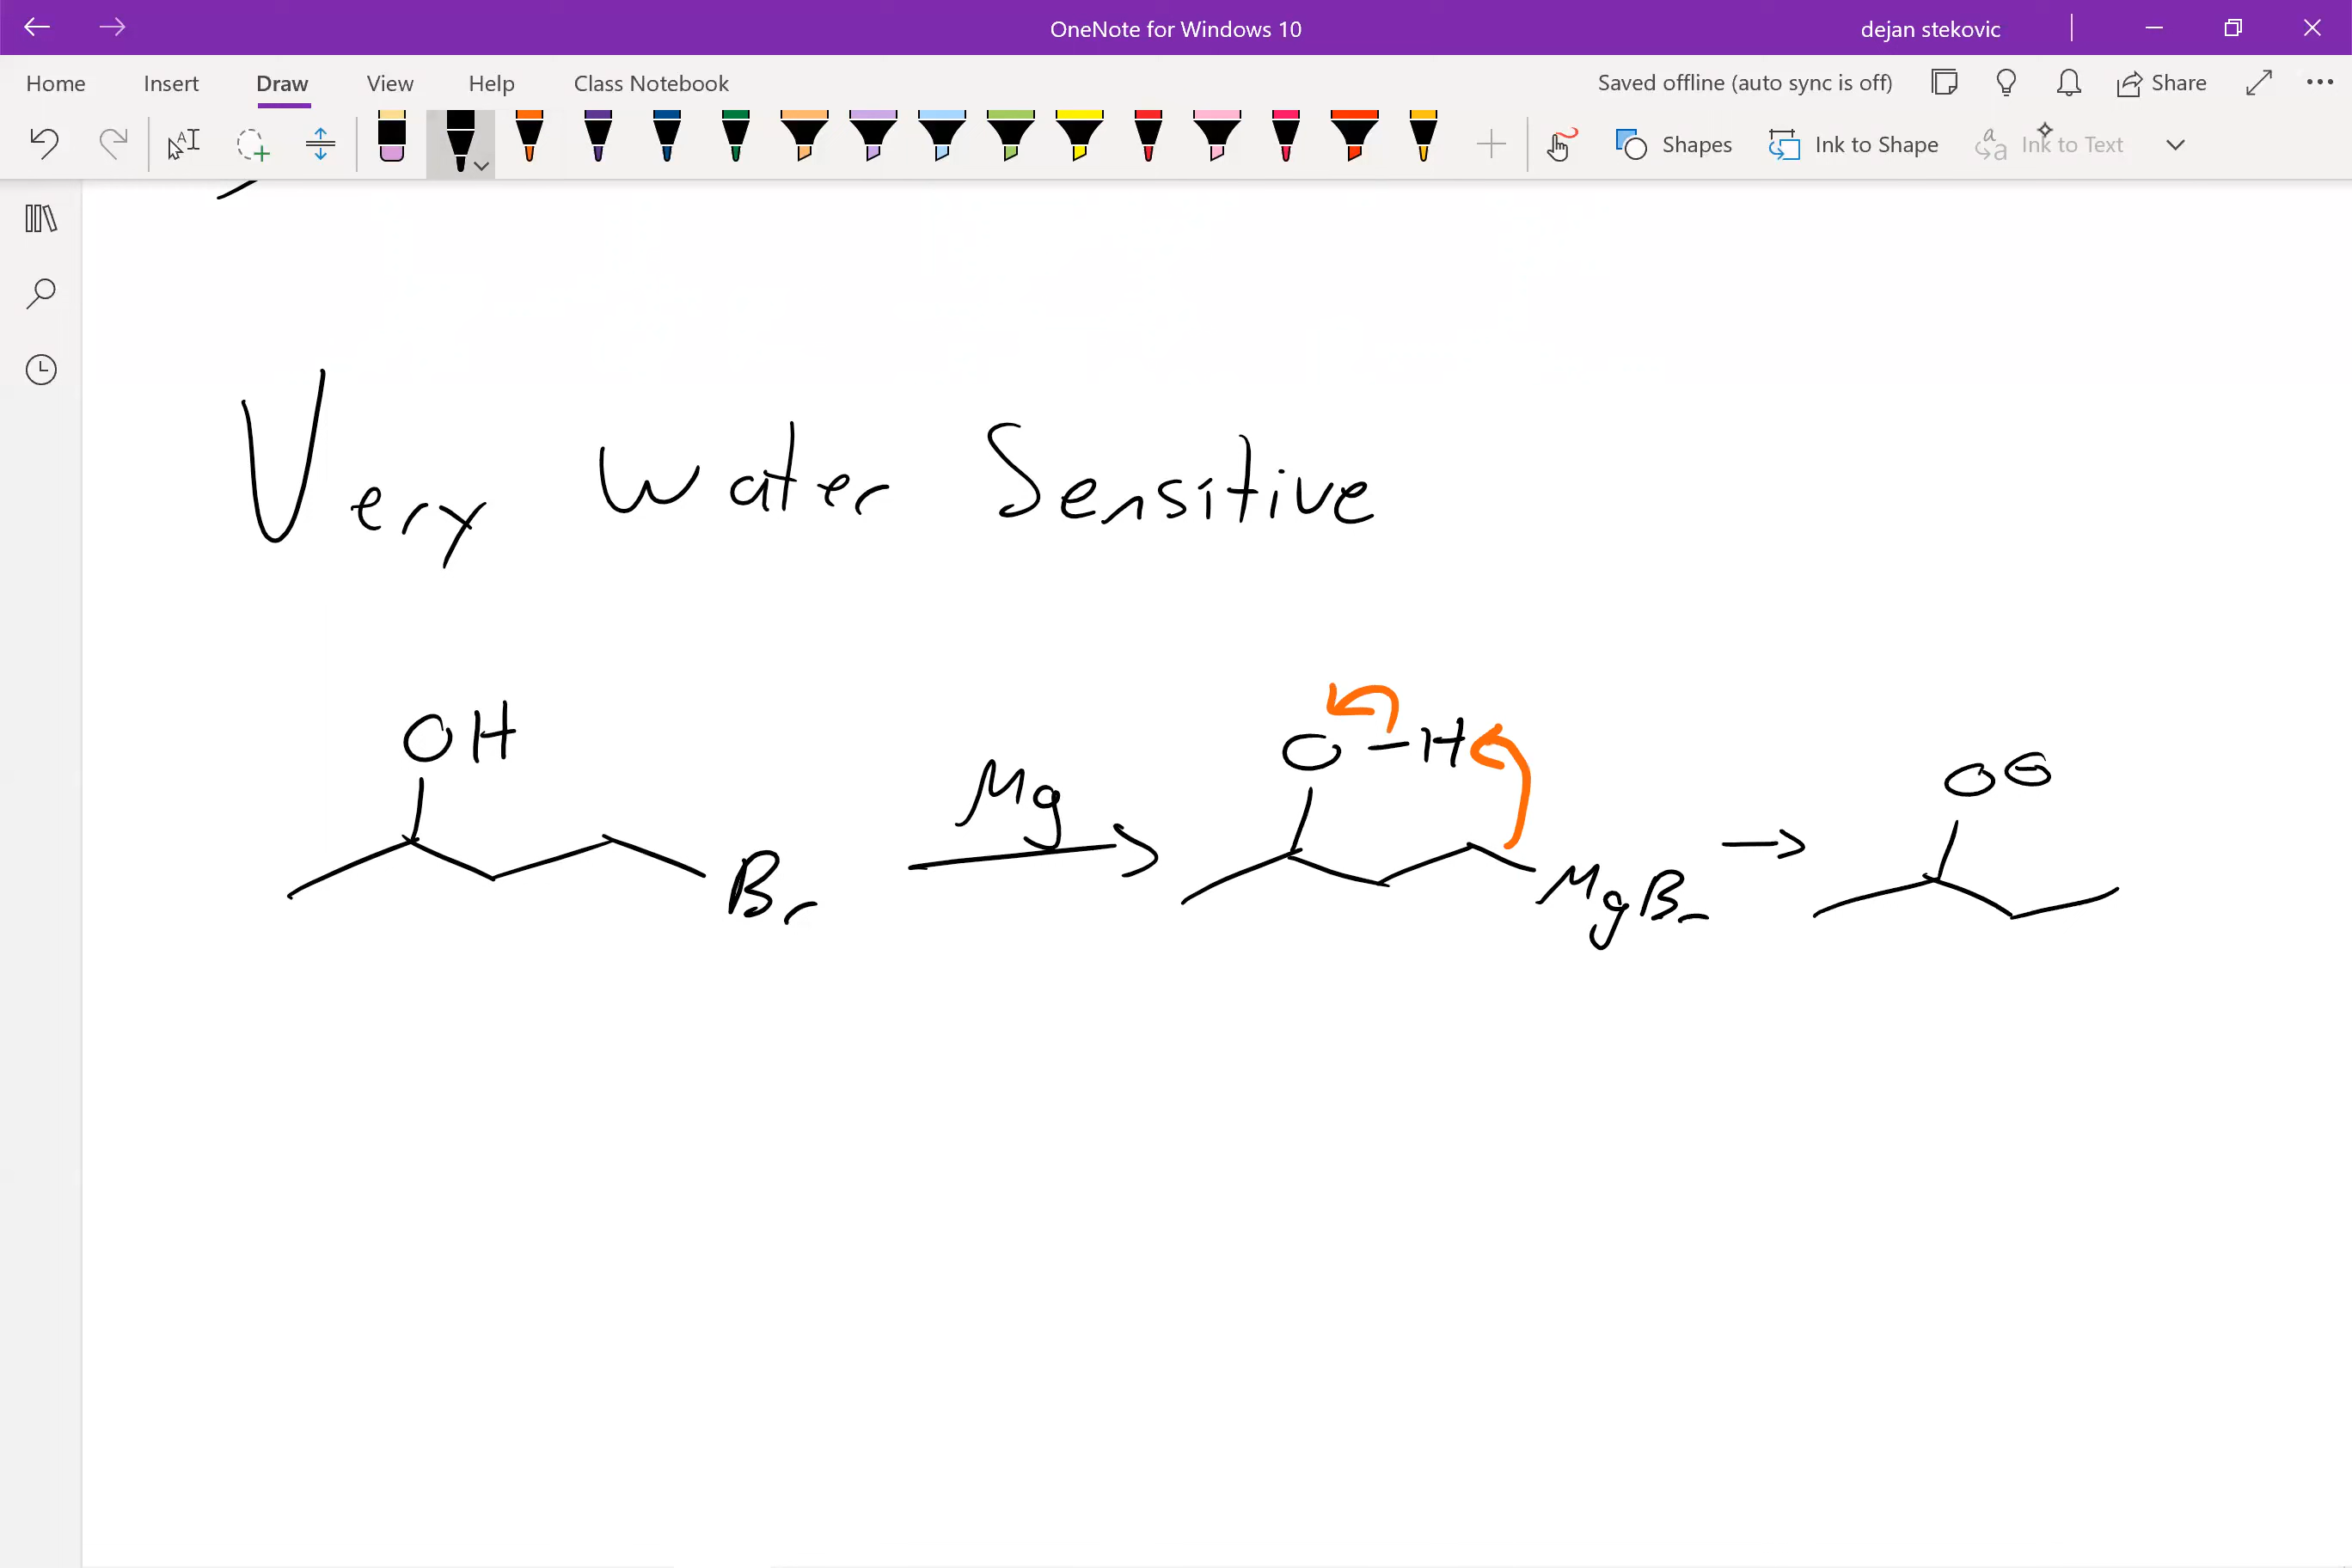 OneNote for Windows 10 dejan stekovic
Home Insert Draw View Help Class Notebook Saved offline (auto sync is off) Share
AI Shapes Ink to Shape a a Ink to Text
Very water Sensitive
OH
Br
Mg
O-H
MgBr
O⊖